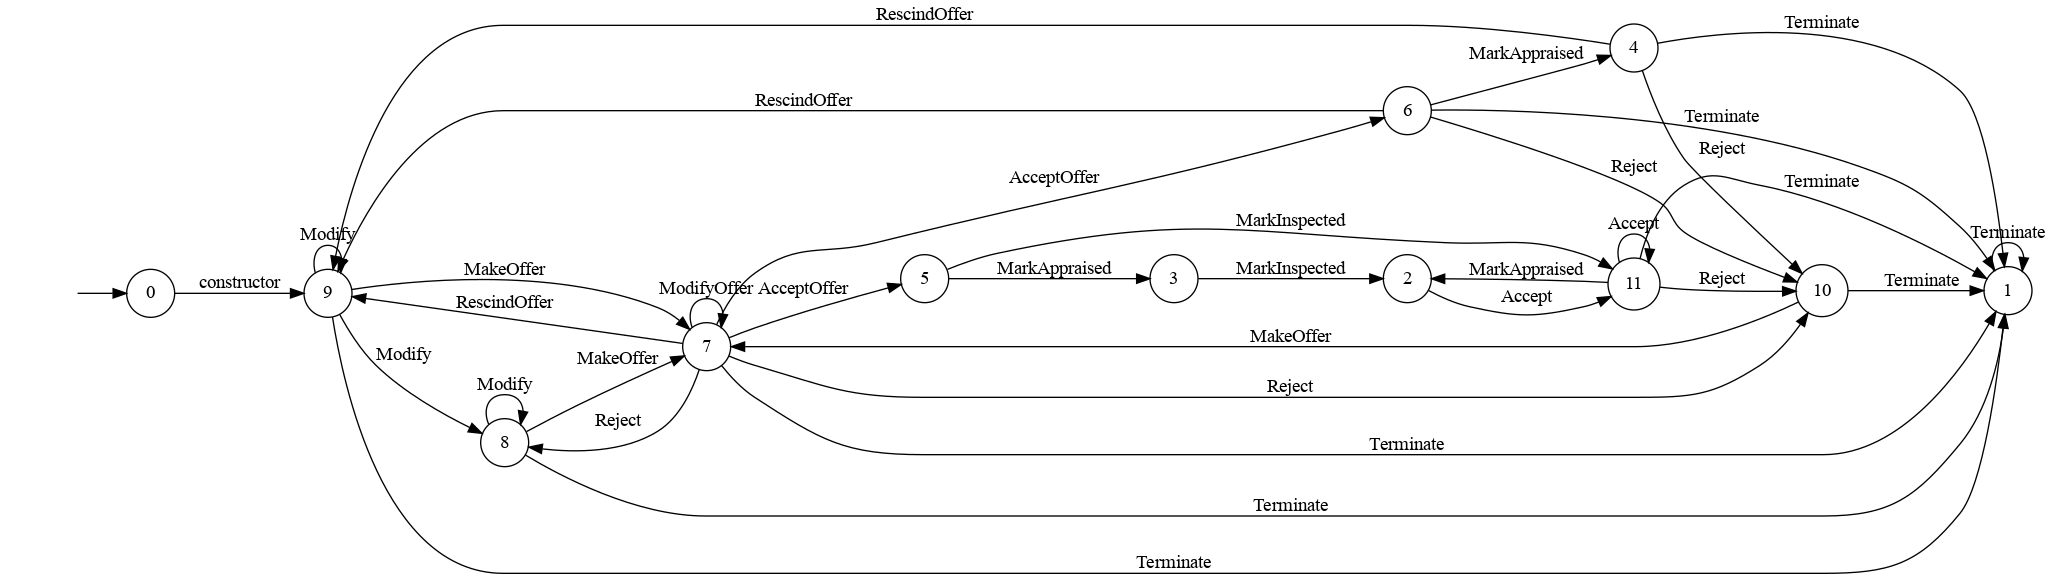 RescindOffer
Terminate
4
MarkAppraised
RescindOffer
6
Terminate
Reject
Reject
AcceptOffer
Terminate
MarkInspected
Accept
Modify
Terminate
MakeOffer
MarkAppraised
MarkInspected
MarkAppraised
Reject
Terminate
0
constructor
9
5
3
2
11
10
1
ModifyOffer
AcceptOffer
RescindOffer
Accept
MakeOffer
7
Modify
MakeOffer
Modify
Reject
Reject
8
Terminate
Terminate
Terminate